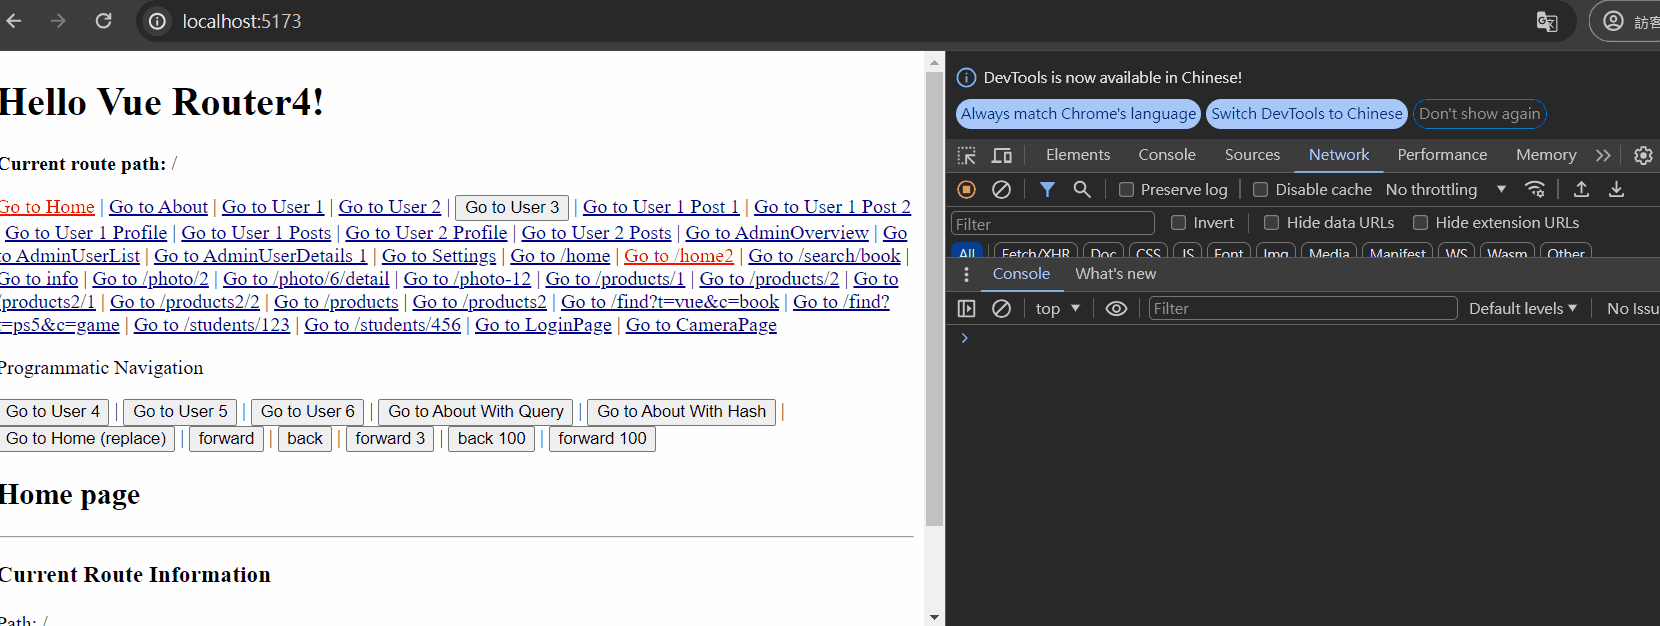 localhost:5173
訪客
Hello Vue Router4!
Current route path: /
Go to Home | Go to About | Go to User 1 | Go to User 2 | Go to User 3 | Go to User 1 Post 1 | Go to User 1 Post 2
Go to User 1 Profile | Go to User 1 Posts | Go to User 2 Profile | Go to User 2 Posts | Go to AdminOverview | Go
to AdminUserList | Go to AdminUserDetails 1 | Go to Settings | Go to /home | Go to /home2 | Go to /search/book |
Go to info | Go to /photo/2 | Go to /photo/6/detail | Go to /photo-12 | Go to /products/1 | Go to /products/2 | Go to
/products2/1 | Go to /products2/2 | Go to /products | Go to /products2 | Go to /find?t=vue&c=book | Go to /find?
t=ps5&c=game | Go to /students/123 | Go to /students/456 | Go to LoginPage | Go to CameraPage
Programmatic Navigation
Go to User 4 | Go to User 5 | Go to User 6 | Go to About With Query | Go to About With Hash |
Go to Home (replace) | forward | back | forward 3 | back 100 | forward 100
Home page
Current Route Information
Path: /
DevTools is now available in Chinese!
Always match Chrome's language Switch DevTools to Chinese Don't show again
Elements Console Sources Network Performance Memory
Preserve log Disable cache No throttling
Filter Invert Hide data URLs Hide extension URLs
All Fetch/XHR Doc CSS JS Font Img Media Manifest WS Wasm Other
Console What's new
top Filter Default levels No Issu